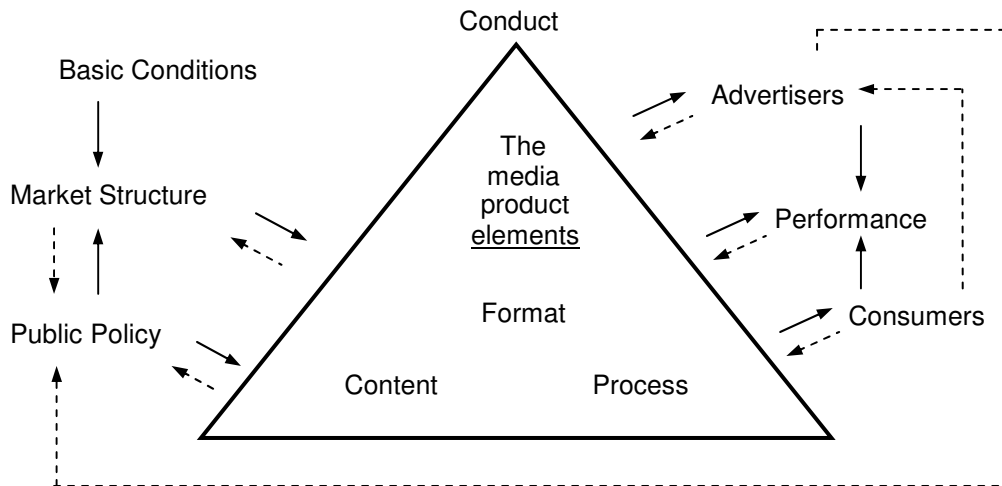 Conduct
Basic Conditions
Advertisers
The
media
product
elements
Market Structure
Performance
Format
Consumers
Public Policy
Content
Process